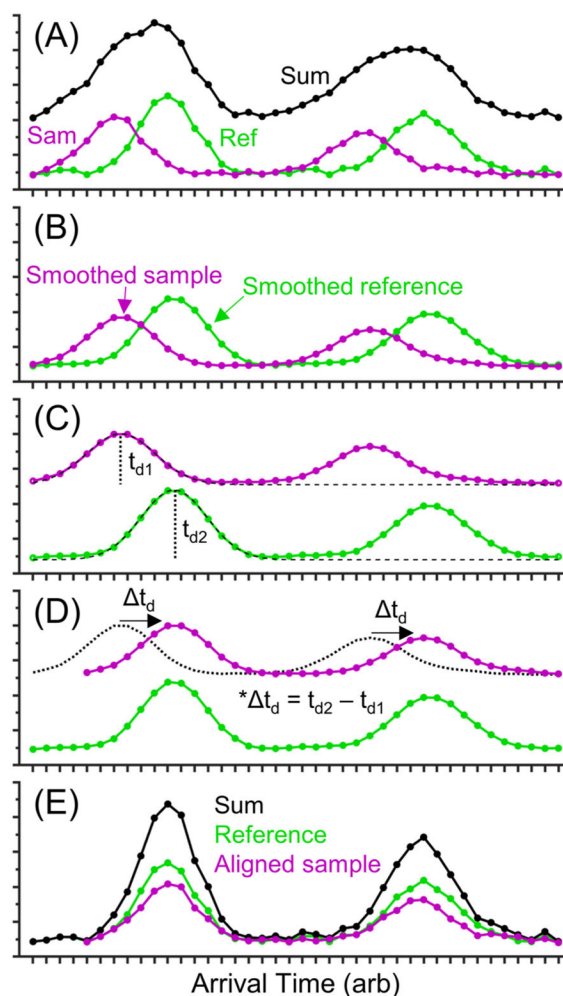 (A)
Sum
Sam
Ref
(B)
Smoothed sample
Smoothed reference
(C)
td1
td2
(D)
Δtd
Δtd
*Δtd = td2 – td1
(E)
Sum
Reference
Aligned sample
Arrival Time (arb)